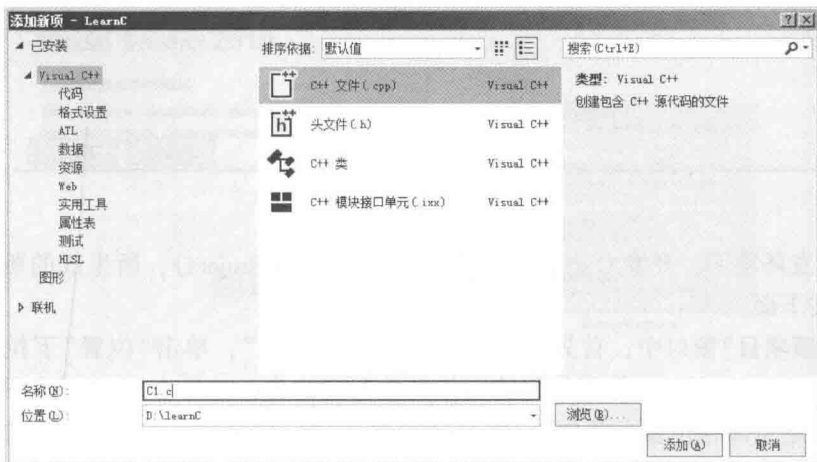 添加新项 - LearnC
? ×
已安装
Visual C++
代码
格式设置
ATL
数据
资源
Web
实用工具
属性表
测试
HLSL
图形
联机
排序依据: 默认值
C++ 文件(.cpp) Visual C++
头文件(.h) Visual C++
C++ 类 Visual C++
C++ 模块接口单元(.ixx) Visual C++
搜索(Ctrl+E)
类型: Visual C++
创建包含 C++ 源代码的文件
名称(N): C1.c
位置(L): D:\learnC
浏览(B)...
添加(A) 取消